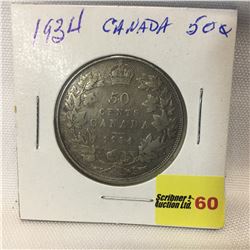 1934 CANADA 50¢
50
CENTS
CANADA
1934
Scribner
Auction Ltd. 60